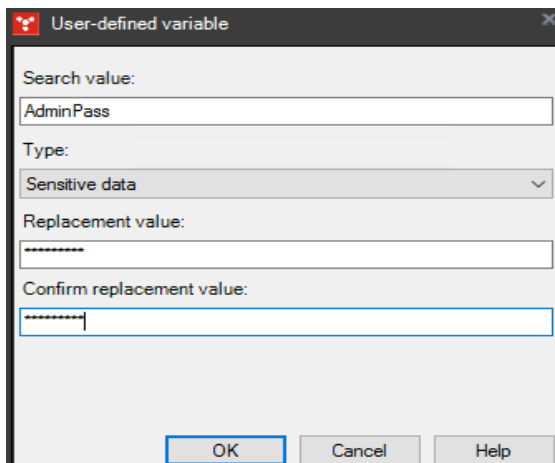 User-defined variable
Search value:
AdminPass
Type:
Sensitive data
Replacement value:
*********
Confirm replacement value:
*********
OK Cancel Help